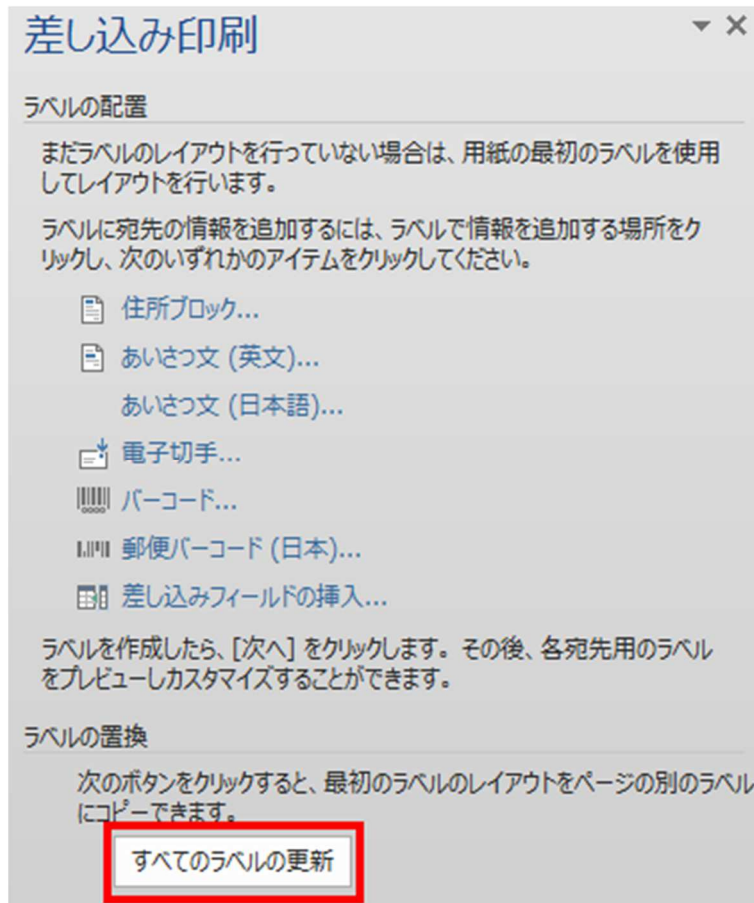 差し込み印刷
ラベルの配置
まだラベルのレイアウトを行っていない場合は、用紙の最初のラベルを使用
してレイアウトを行います。
ラベルに宛先の情報を追加するには、ラベルで情報を追加する場所をク
リックし、次のいずれかのアイテムをクリックしてください。
住所ブロック...
あいさつ文 (英文)...
あいさつ文 (日本語)...
電子切手...
バーコード...
郵便バーコード (日本)...
差し込みフィールドの挿入...
ラベルを作成したら、[次へ] をクリックします。その後、各宛先用のラベル
をプレビューしカスタマイズすることができます。
ラベルの置換
次のボタンをクリックすると、最初のラベルのレイアウトをページの別のラベル
にコピーできます。
すべてのラベルの更新